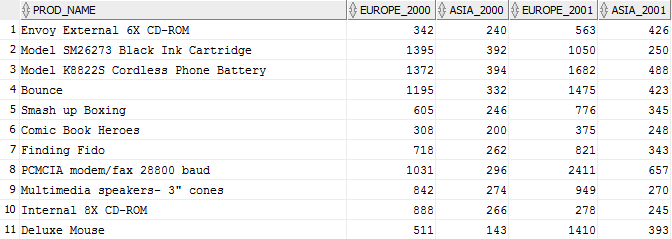 PROD_NAME EUROPE_2000 ASIA_2000 EUROPE_2001 ASIA_2001
1 Envoy External 6X CD-ROM 342 240 563 426
2 Model SM26273 Black Ink Cartridge 1395 392 1050 250
3 Model K8822S Cordless Phone Battery 1372 394 1682 488
4 Bounce 1195 332 1475 423
5 Smash up Boxing 605 246 776 345
6 Comic Book Heroes 308 200 375 248
7 Finding Fido 718 262 821 343
8 PCMCIA modem/fax 28800 baud 1031 296 2411 657
9 Multimedia speakers- 3" cones 842 274 949 270
10 Internal 8X CD-ROM 888 266 278 245
11 Deluxe Mouse 511 143 1410 393